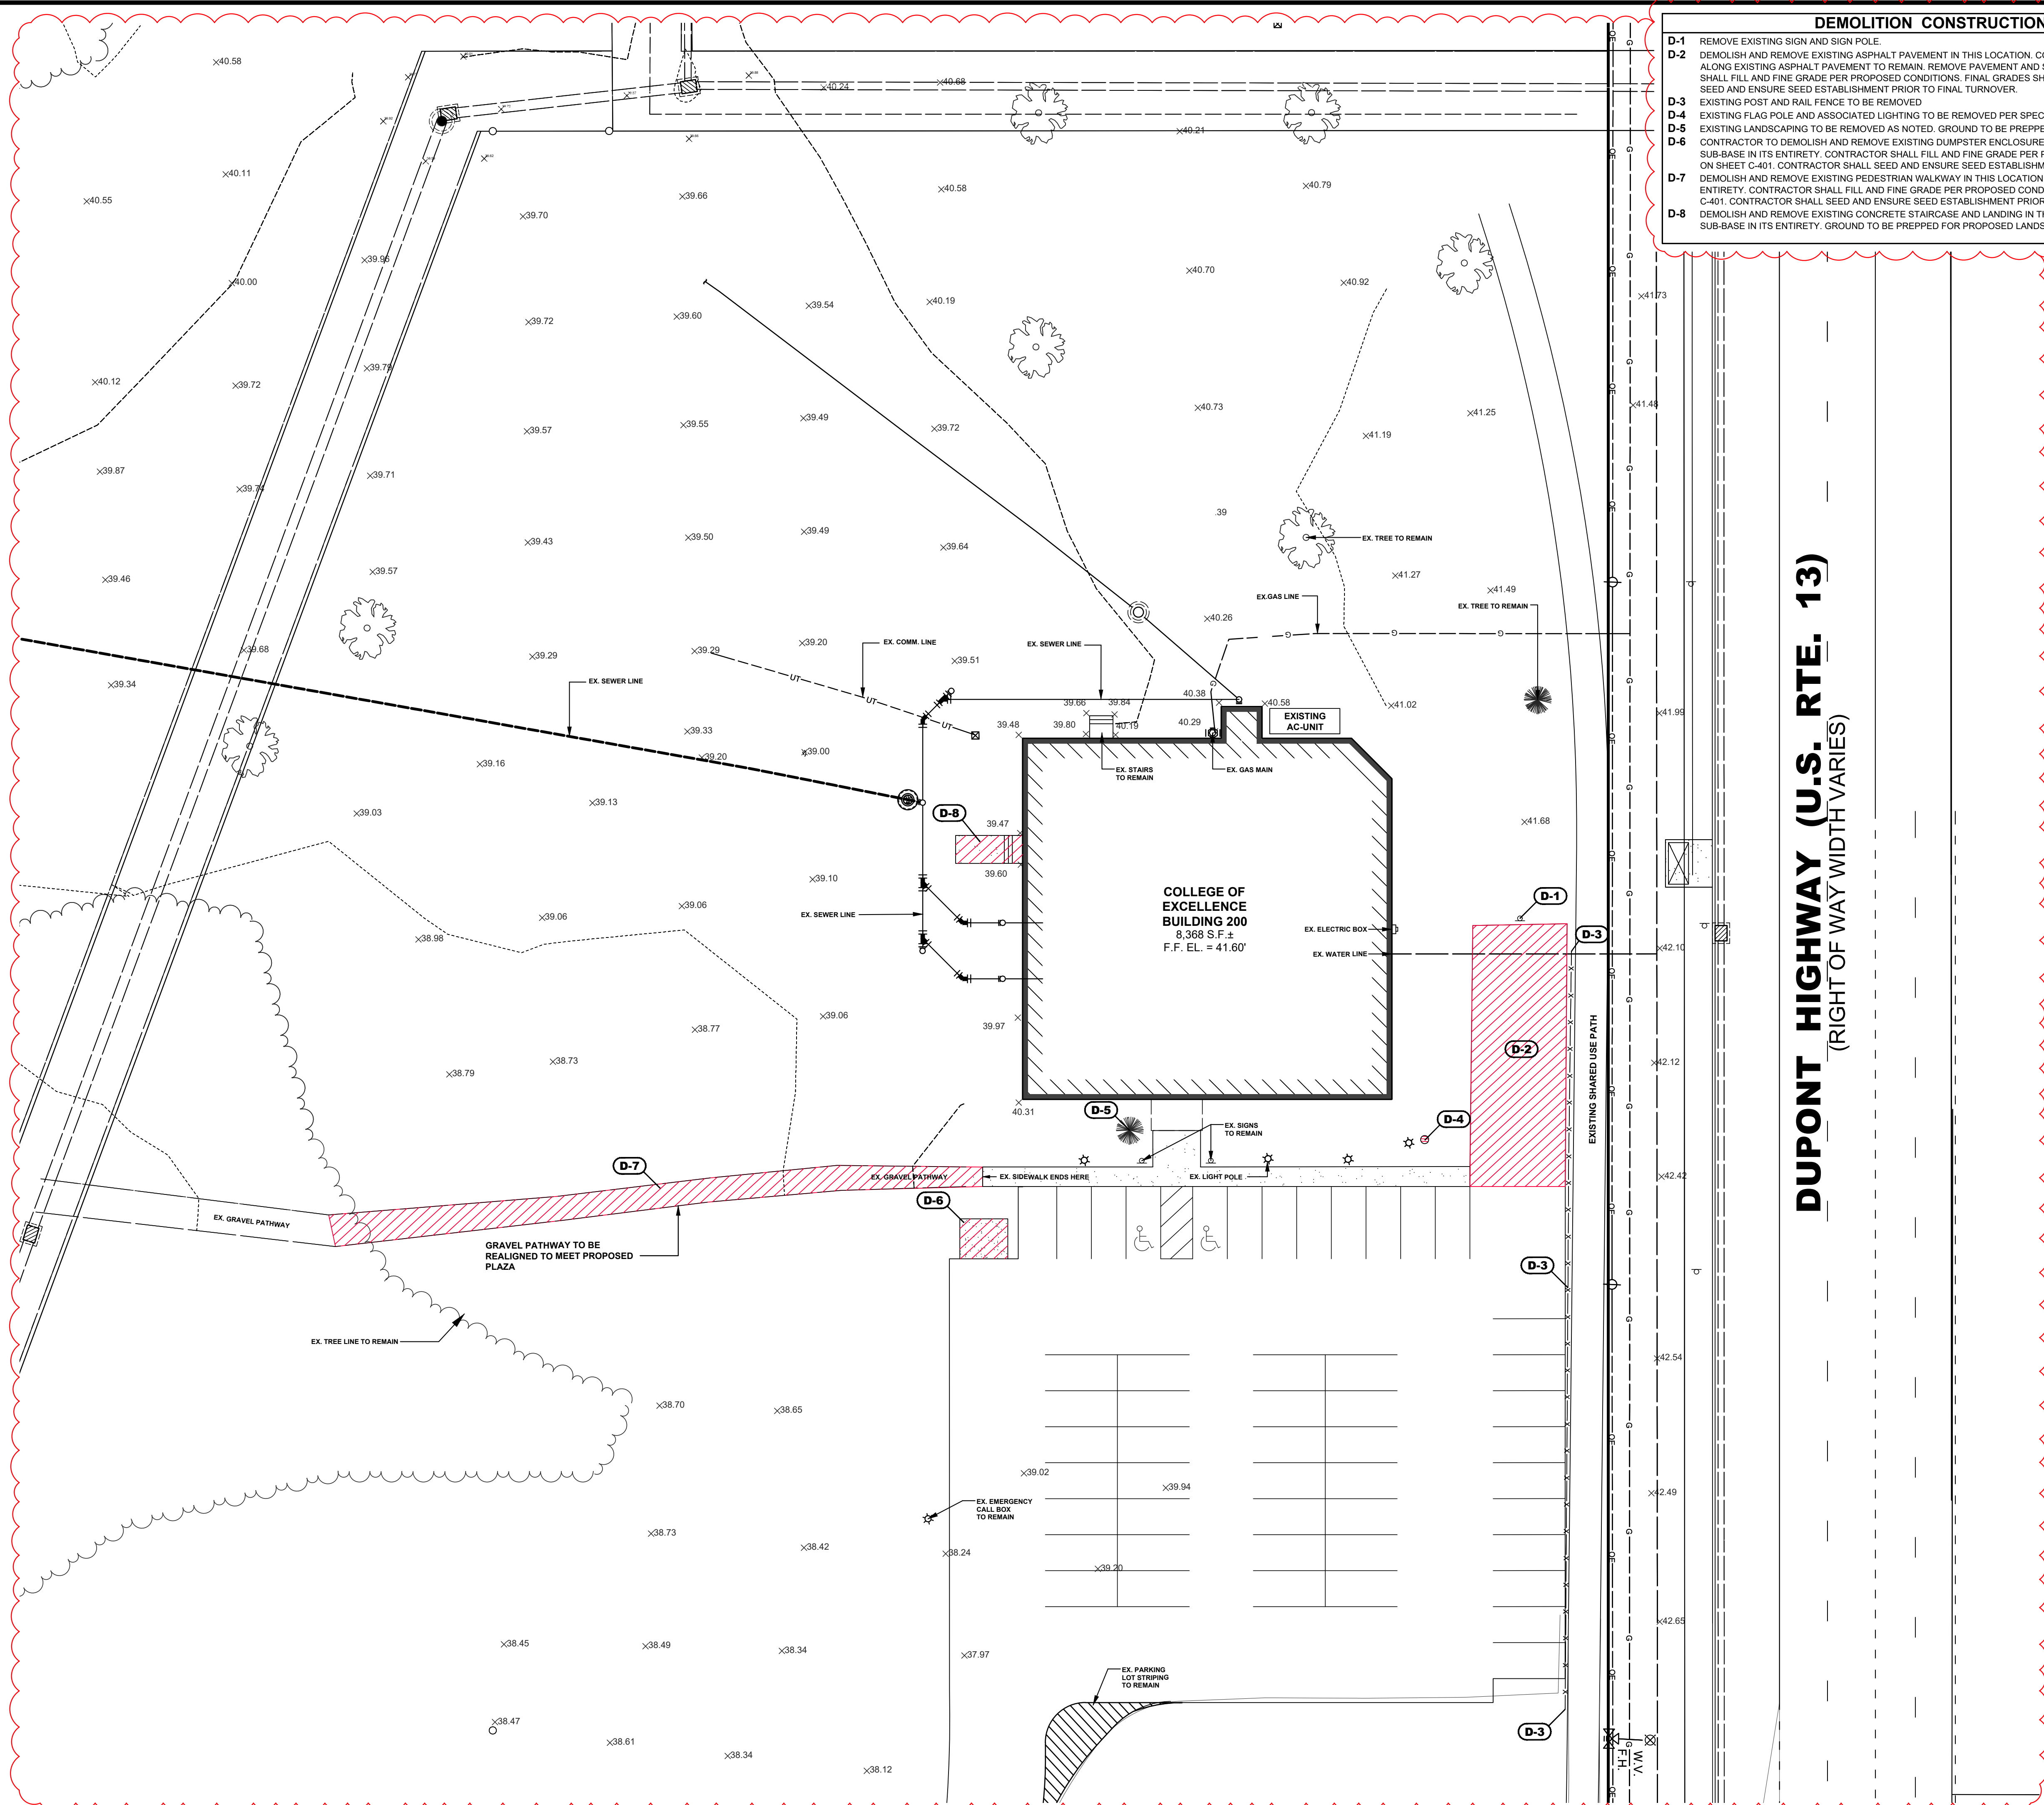 DEMOLITION CONSTRUCTION
D-1 REMOVE EXISTING SIGN AND SIGN POLE.
D-2 DEMOLISH AND REMOVE EXISTING ASPHALT PAVEMENT IN THIS LOCATION.
ALONG EXISTING ASPHALT PAVEMENT TO REMAIN. REMOVE PAVEMENT AND
SHALL FILL AND FINE GRADE PER PROPOSED CONDITIONS. FINAL GRADES
SEED AND ENSURE SEED ESTABLISHMENT PRIOR TO FINAL TURNOVER.
D-3 EXISTING POST AND RAIL FENCE TO BE REMOVED
D-4 EXISTING FLAG POLE AND ASSOCIATED LIGHTING TO BE REMOVED PER SPEC
D-5 EXISTING LANDSCAPING TO BE REMOVED AS NOTED. GROUND TO BE PREPPE
D-6 CONTRACTOR TO DEMOLISH AND REMOVE EXISTING DUMPSTER ENCLOSURE
SUB-BASE IN ITS ENTIRETY. CONTRACTOR SHALL FILL AND FINE GRADE PER
ON SHEET C-401. CONTRACTOR SHALL SEED AND ENSURE SEED ESTABLISHM
D-7 DEMOLISH AND REMOVE EXISTING PEDESTRIAN WALKWAY IN THIS LOCATION
ENTIRETY. CONTRACTOR SHALL FILL AND FINE GRADE PER PROPOSED COND
C-401. CONTRACTOR SHALL SEED AND ENSURE SEED ESTABLISHMENT PRIOR
D-8 DEMOLISH AND REMOVE EXISTING CONCRETE STAIRCASE AND LANDING IN
SUB-BASE IN ITS ENTIRETY. GROUND TO BE PREPPED FOR PROPOSED LANDS
40.58
40.24
40.68
40.21
40.11
40.55
39.70
39.66
40.58
40.79
39.96
40.00
40.70
40.92
41.73
39.72
39.60
39.54
40.19
40.12
39.72
39.79
39.57
39.55
39.49
39.72
40.73
41.19
41.25
41.48
39.87
39.74
39.71
.39
39.43
39.50
39.49
39.64
EX. TREE TO REMAIN
39.46
39.57
41.27
41.49
EX.GAS LINE
EX. TREE TO REMAIN
40.26
G
G
G
39.68
39.29
39.29
39.20
EX. COMM. LINE
EX. SEWER LINE
39.51
39.34
EX. SEWER LINE
UT
UT
UT
G
40.38
40.58
41.02
41.99
39.66
39.84
39.48
39.80
40.19
40.29
EXISTING
AC-UNIT
39.33
39.20
39.00
39.16
EX. STAIRS
TO REMAIN
EX. GAS MAIN
39.03
39.13
D-8
39.47
39.60
41.68
39.10
COLLEGE OF
EXCELLENCE
BUILDING 200
8,368 S.F.±
F.F. EL. = 41.60'
D-1
39.06
39.06
38.98
EX. SEWER LINE
EX. ELECTRIC BOX
EX. WATER LINE
D-3
42.10
DUPONT HIGHWAY (U.S. RTE. 13)
(RIGHT OF WAY WIDTH VARIES)
39.06
39.97
38.77
38.73
38.79
D-2
42.12
EXISTING SHARED USE PATH
40.31
D-5
D-4
EX. SIGNS
TO REMAIN
D-7
EX. GRAVEL PATHWAY
EX. SIDEWALK ENDS HERE
EX. LIGHT POLE
42.42
D-6
EX. GRAVEL PATHWAY
GRAVEL PATHWAY TO BE
REALIGNED TO MEET PROPOSED
PLAZA
D-3
EX. TREE LINE TO REMAIN
42.54
38.70
38.65
39.02
39.94
42.49
EX. EMERGENCY
CALL BOX
TO REMAIN
38.73
38.42
38.24
39.20
42.65
38.45
38.49
38.34
37.97
EX. PARKING
LOT STRIPING
TO REMAIN
38.47
38.61
38.34
38.12
D-3
F.H.
W.V.